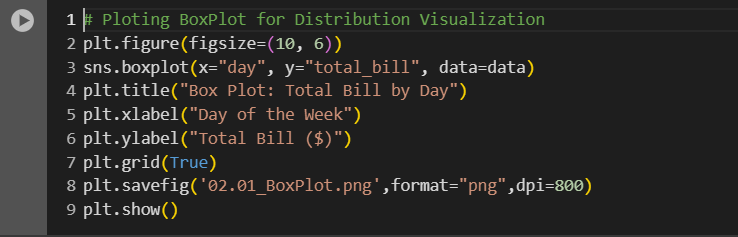 1 # Ploting BoxPlot for Distribution Visualization
2 plt.figure(figsize=(10, 6))
3 sns.boxplot(x="day", y="total_bill", data=data)
4 plt.title("Box Plot: Total Bill by Day")
5 plt.xlabel("Day of the Week")
6 plt.ylabel("Total Bill ($)")
7 plt.grid(True)
8 plt.savefig('02.01_BoxPlot.png',format="png",dpi=800)
9 plt.show()